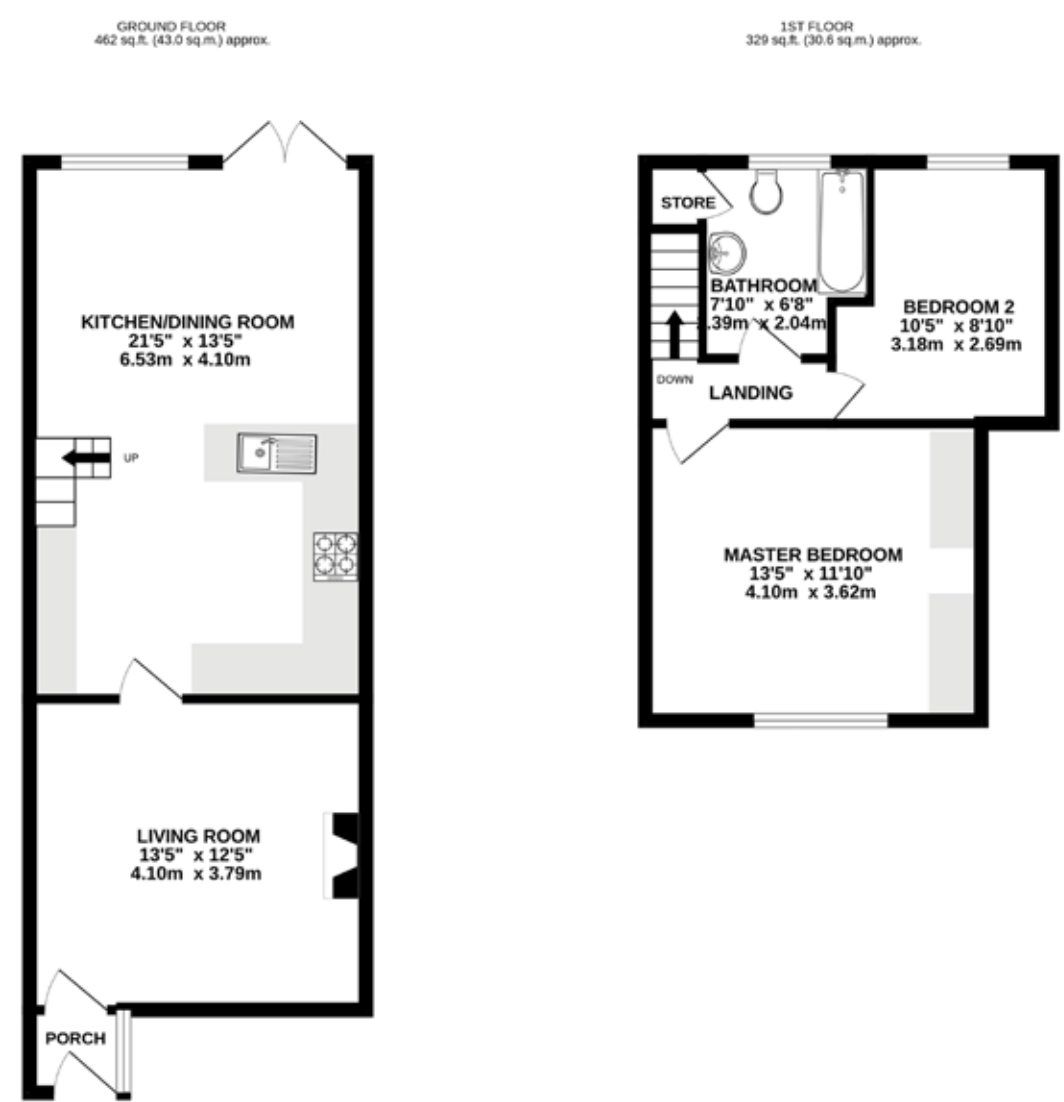 GROUND FLOOR
462 sq.ft. (43.0 sq.m.) approx.
1ST FLOOR
329 sq.ft. (30.6 sq.m.) approx.
KITCHEN/DINING ROOM
21'5" x 13'5"
6.53m x 4.10m
UP
LIVING ROOM
13'5" x 12'5"
4.10m x 3.79m
PORCH
STORE
BATHROOM
7'10" x 6'8"
.39m x 2.04m
BEDROOM 2
10'5" x 8'10"
3.18m x 2.69m
DOWN
LANDING
MASTER BEDROOM
13'5" x 11'10"
4.10m x 3.62m